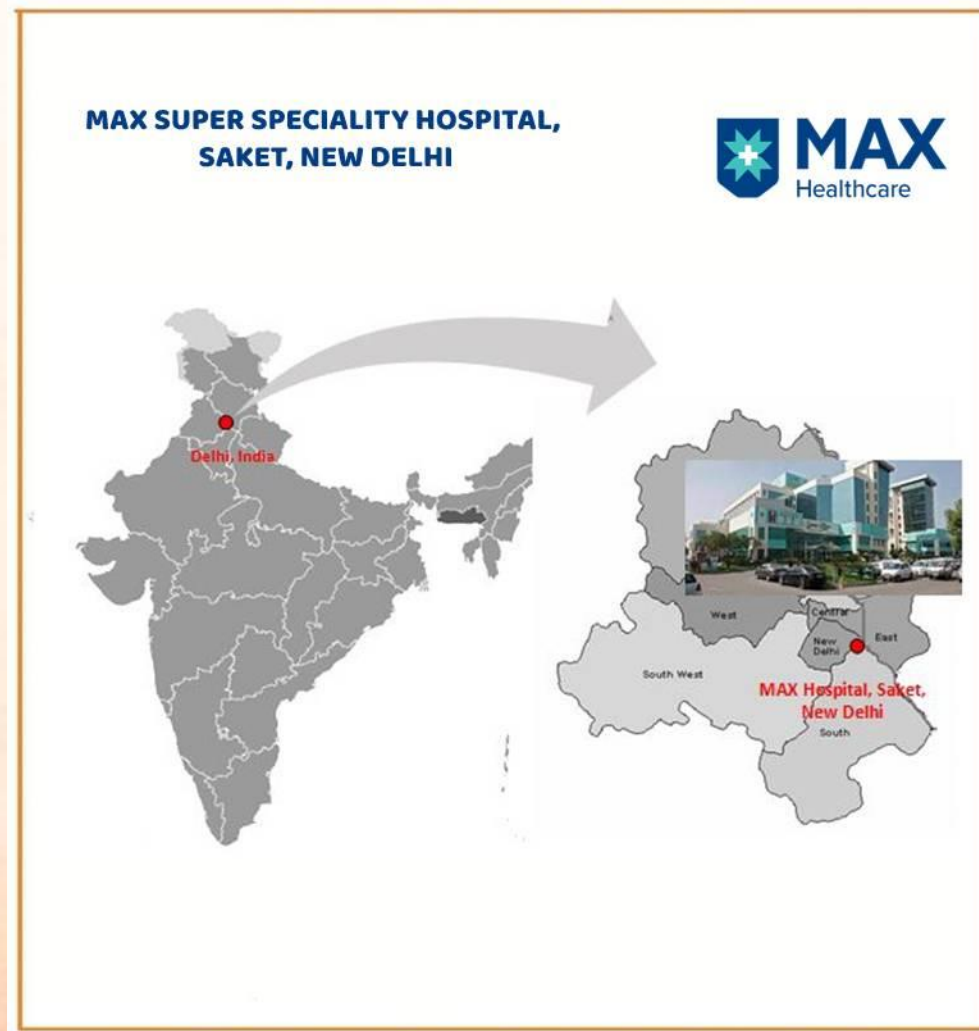 MAX SUPER SPECIALITY HOSPITAL,
SAKET, NEW DELHI
MAX
Healthcare
Delhi, India
West
Central
New
Delhi
East
South West
MAX Hospital, Saket,
New Delhi
South